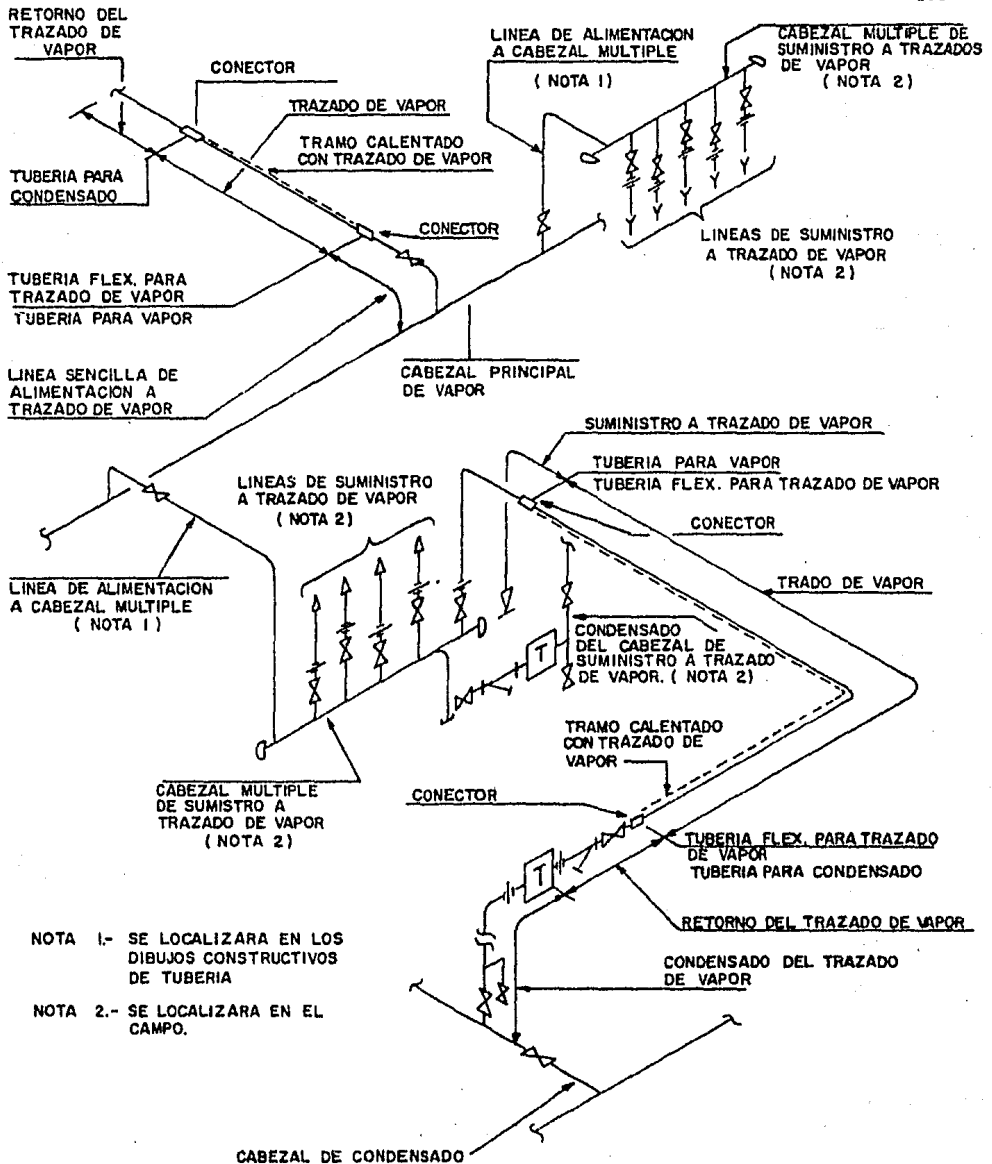 RETORNO DEL
TRAZADO DE
VAPOR
CONECTOR
TRAZADO DE VAPOR
TRAMO CALENTADO
CON TRAZADO DE VAPOR
TUBERIA PARA
CONDENSADO
CONECTOR
TUBERIA FLEX. PARA
TRAZADO DE VAPOR
TUBERIA PARA VAPOR
LINEA SENCILLA DE
ALIMENTACION A
TRAZADO DE VAPOR
LINEA DE ALIMENTACION
A CABEZAL MULTIPLE
( NOTA 1 )
CABEZAL MULTIPLE DE
SUMINISTRO A TRAZADOS
DE VAPOR
( NOTA 2 )
LINEAS DE SUMINISTRO
A TRAZADO DE VAPOR
( NOTA 2 )
CABEZAL PRINCIPAL
DE VAPOR
SUMINISTRO A TRAZADO DE VAPOR
TUBERIA PARA VAPOR
TUBERIA FLEX. PARA TRAZADO DE VAPOR
CONECTOR
LINEAS DE SUMINISTRO
A TRAZADO DE VAPOR
( NOTA 2 )
LINEA DE ALIMENTACION
A CABEZAL MULTIPLE
( NOTA 1 )
TRADO DE VAPOR
T
CONDENSADO
DEL CABEZAL DE
SUMINISTRO A TRAZADO
DE VAPOR. ( NOTA 2 )
TRAMO CALENTADO
CON TRAZADO DE
VAPOR
CABEZAL MULTIPLE
DE SUMISTRO A
TRAZADO DE VAPOR
( NOTA 2 )
CONECTOR
T
TUBERIA FLEX. PARA TRAZADO
DE VAPOR
TUBERIA PARA CONDENSADO
RETORNO DEL TRAZADO DE VAPOR
CONDENSADO DEL TRAZADO
DE VAPOR
NOTA 1.- SE LOCALIZARA EN LOS
DIBUJOS CONSTRUCTIVOS
DE TUBERIA
NOTA 2.- SE LOCALIZARA EN EL
CAMPO.
CABEZAL DE CONDENSADO